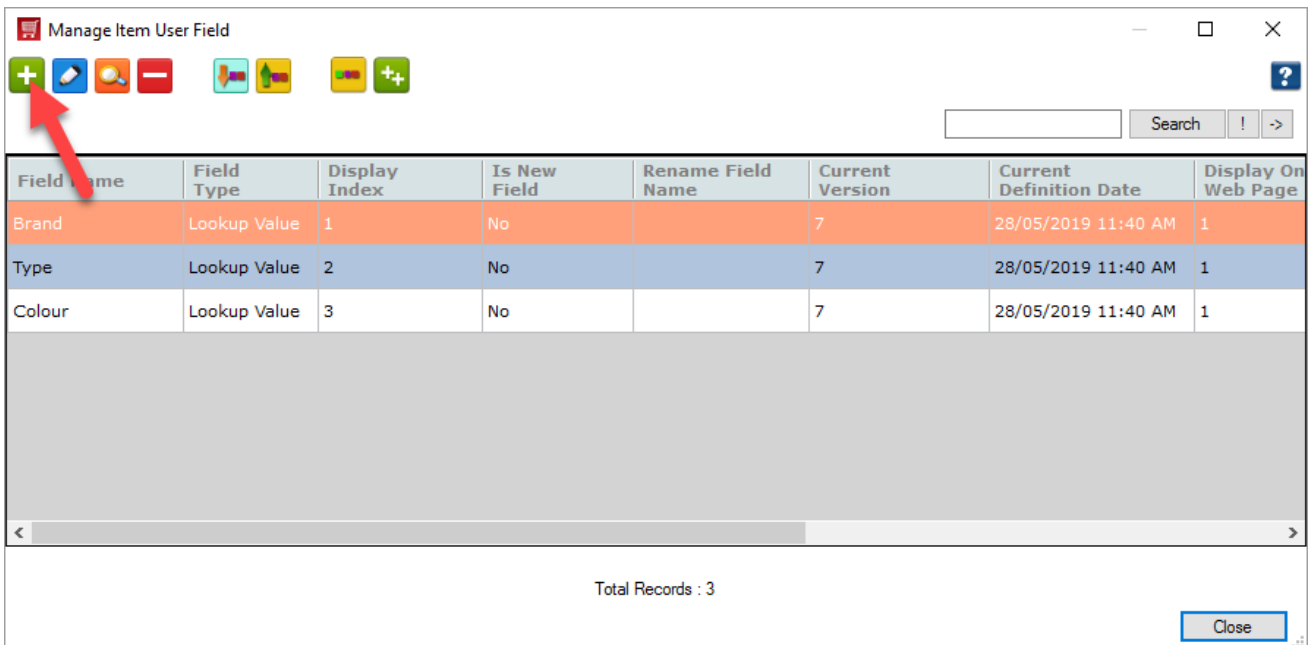 Manage Item User Field
Search ! ->
Field Name Field Type Display Index Is New Field Rename Field Name Current Version Current Definition Date Display On Web Page
Brand Lookup Value 1 No 7 28/05/2019 11:40 AM 1
Type Lookup Value 2 No 7 28/05/2019 11:40 AM 1
Colour Lookup Value 3 No 7 28/05/2019 11:40 AM 1
Total Records : 3
Close